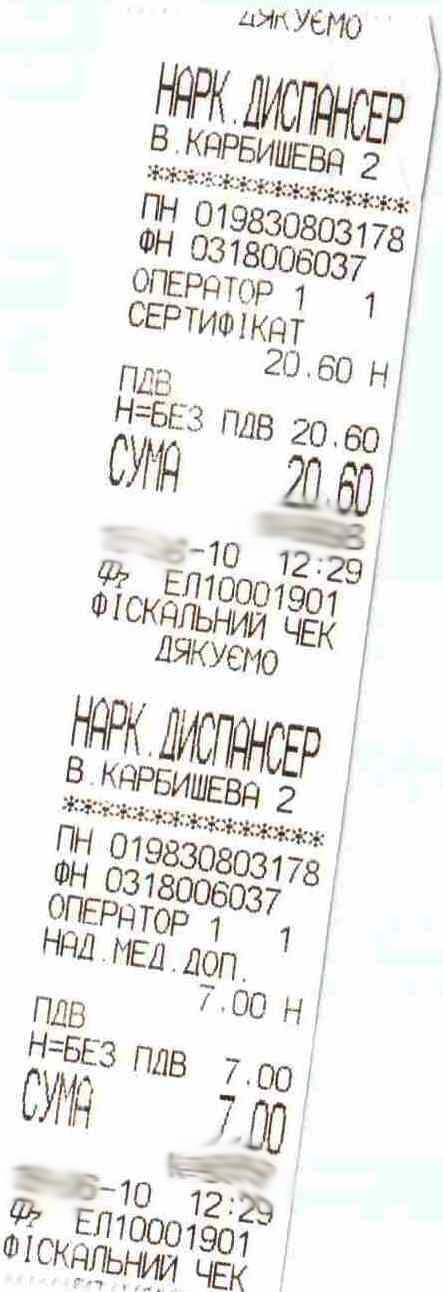 ДЯКУЄМО
НАРК.ДИСПАНСЕР
В.КАРБИШЕВА 2
******************
ПН 019830803178
ФН 0318006037
ОПЕРАТОР 1 1
СЕРТИФІКАТ
20.60 Н
ПДВ
Н=БЕЗ ПДВ 20.60
СУМА 20.60
-10 12:29
ЕЛ10001901
ФІСКАЛЬНИЙ ЧЕК
ДЯКУЄМО
НАРК.ДИСПАНСЕР
В.КАРБИШЕВА 2
******************
ПН 019830803178
ФН 0318006037
ОПЕРАТОР 1 1
НАД.МЕД.ДОП.
7.00 Н
ПДВ
Н=БЕЗ ПДВ 7.00
СУМА 7.00
-10 12:29
ЕЛ10001901
ФІСКАЛЬНИЙ ЧЕК